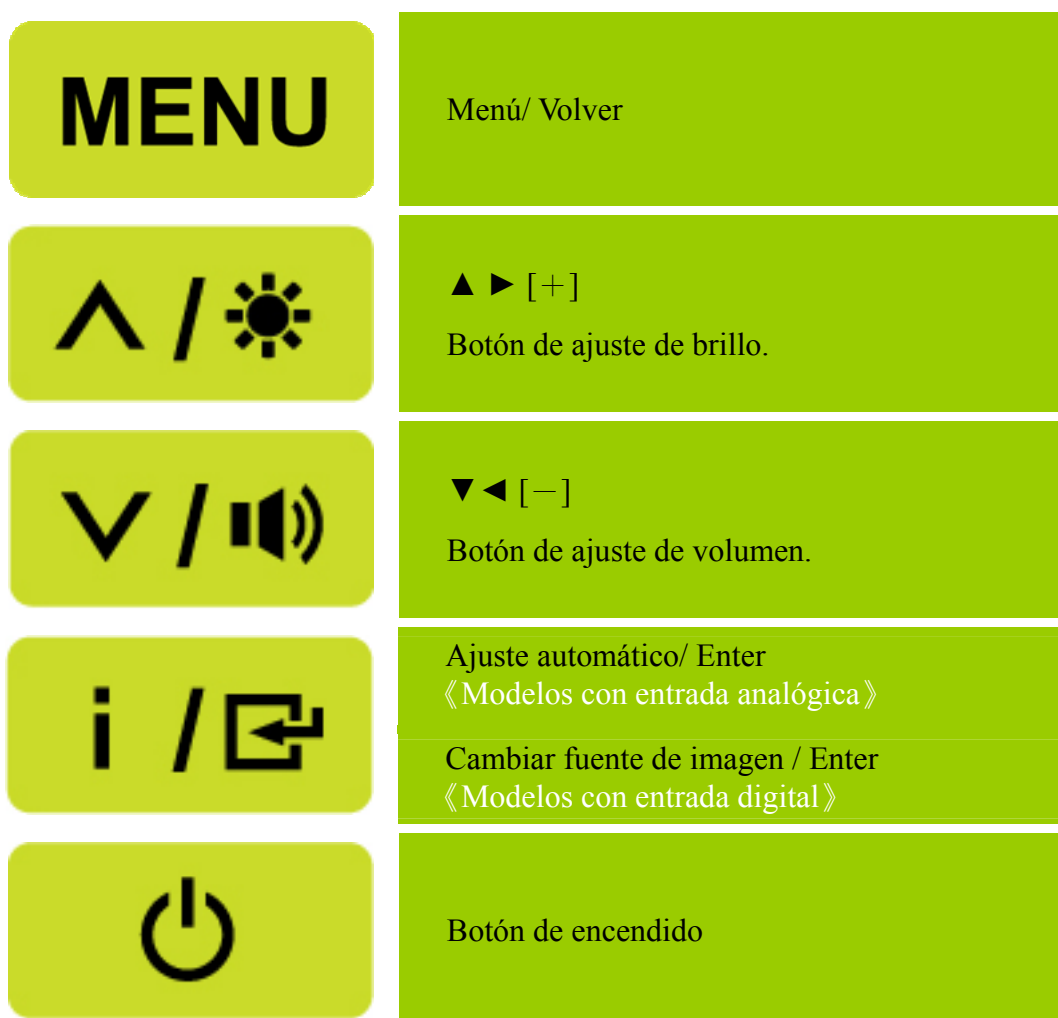 MENU
Menú/ Volver
∧ / ☀
▲ ► [+]
Botón de ajuste de brillo.
∨ /
▼◄ [−]
Botón de ajuste de volumen.
i /
Ajuste automático/ Enter
《Modelos con entrada analógica》
Cambiar fuente de imagen / Enter
《Modelos con entrada digital》
Botón de encendido